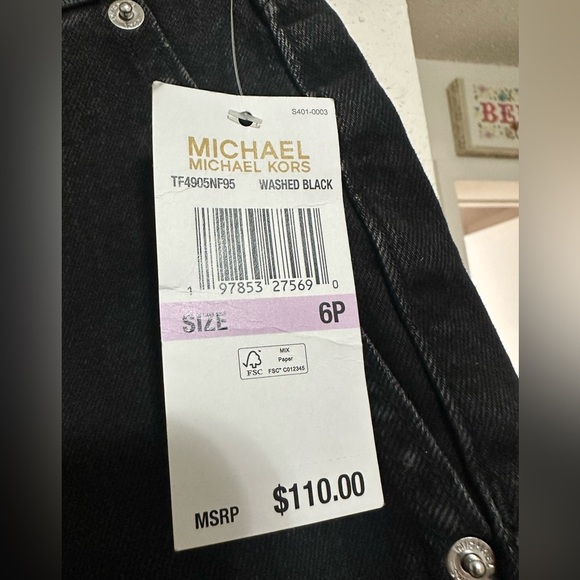 S401-0003
MICHAEL
MICHAEL KORS
TF4905NF95 WASHED BLACK
1 97853 27569 0
SIZE 6P
FSC
MIX
Paper
FSC® C012345
MSRP $110.00
BE